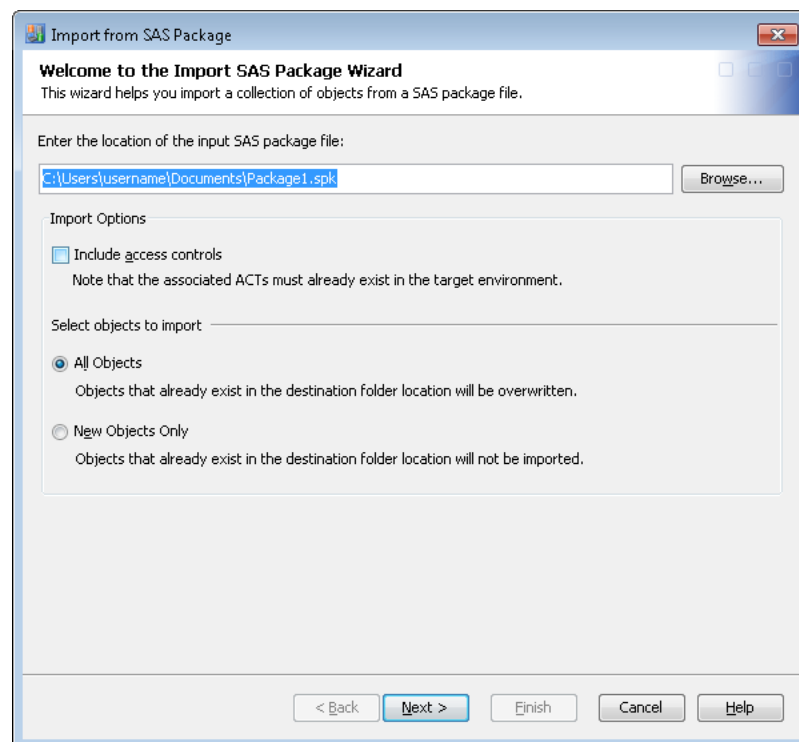 Import from SAS Package
Welcome to the Import SAS Package Wizard
This wizard helps you import a collection of objects from a SAS package file.
Enter the location of the input SAS package file:
C:\Users\username\Documents\Package1.spk
Browse...
Import Options
Include access controls
Note that the associated ACTs must already exist in the target environment.
Select objects to import
All Objects
Objects that already exist in the destination folder location will be overwritten.
New Objects Only
Objects that already exist in the destination folder location will not be imported.
< Back Next > Finish Cancel Help